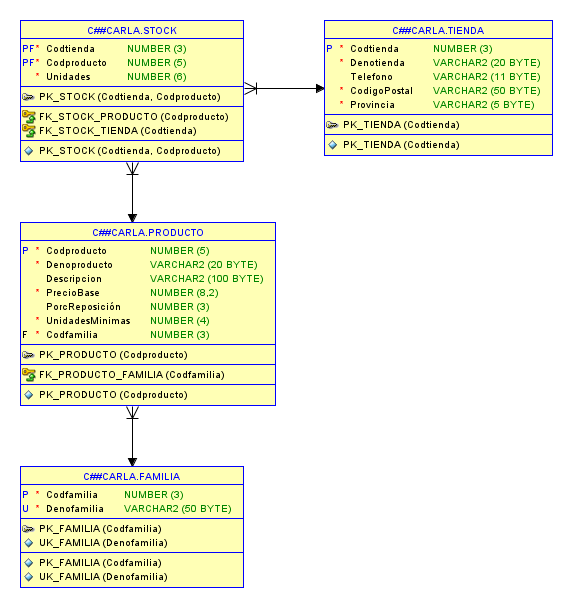 C##CARLA.STOCK
PF* Codtienda NUMBER (3)
PF* Codproducto NUMBER (5)
* Unidades NUMBER (6)
PK_STOCK (Codtienda, Codproducto)
FK_STOCK_PRODUCTO (Codproducto)
FK_STOCK_TIENDA (Codtienda)
PK_STOCK (Codtienda, Codproducto)
C##CARLA.TIENDA
P * Codtienda NUMBER (3)
* Denotienda VARCHAR2 (20 BYTE)
Telefono VARCHAR2 (11 BYTE)
* CodigoPostal VARCHAR2 (50 BYTE)
* Provincia VARCHAR2 (5 BYTE)
PK_TIENDA (Codtienda)
PK_TIENDA (Codtienda)
C##CARLA.PRODUCTO
P * Codproducto NUMBER (5)
* Denoproducto VARCHAR2 (20 BYTE)
Descripcion VARCHAR2 (100 BYTE)
* PrecioBase NUMBER (8,2)
PorcReposición NUMBER (3)
* UnidadesMinimas NUMBER (4)
F * Codfamilia NUMBER (3)
PK_PRODUCTO (Codproducto)
FK_PRODUCTO_FAMILIA (Codfamilia)
PK_PRODUCTO (Codproducto)
C##CARLA.FAMILIA
P * Codfamilia NUMBER (3)
U * Denofamilia VARCHAR2 (50 BYTE)
PK_FAMILIA (Codfamilia)
UK_FAMILIA (Denofamilia)
PK_FAMILIA (Codfamilia)
UK_FAMILIA (Denofamilia)